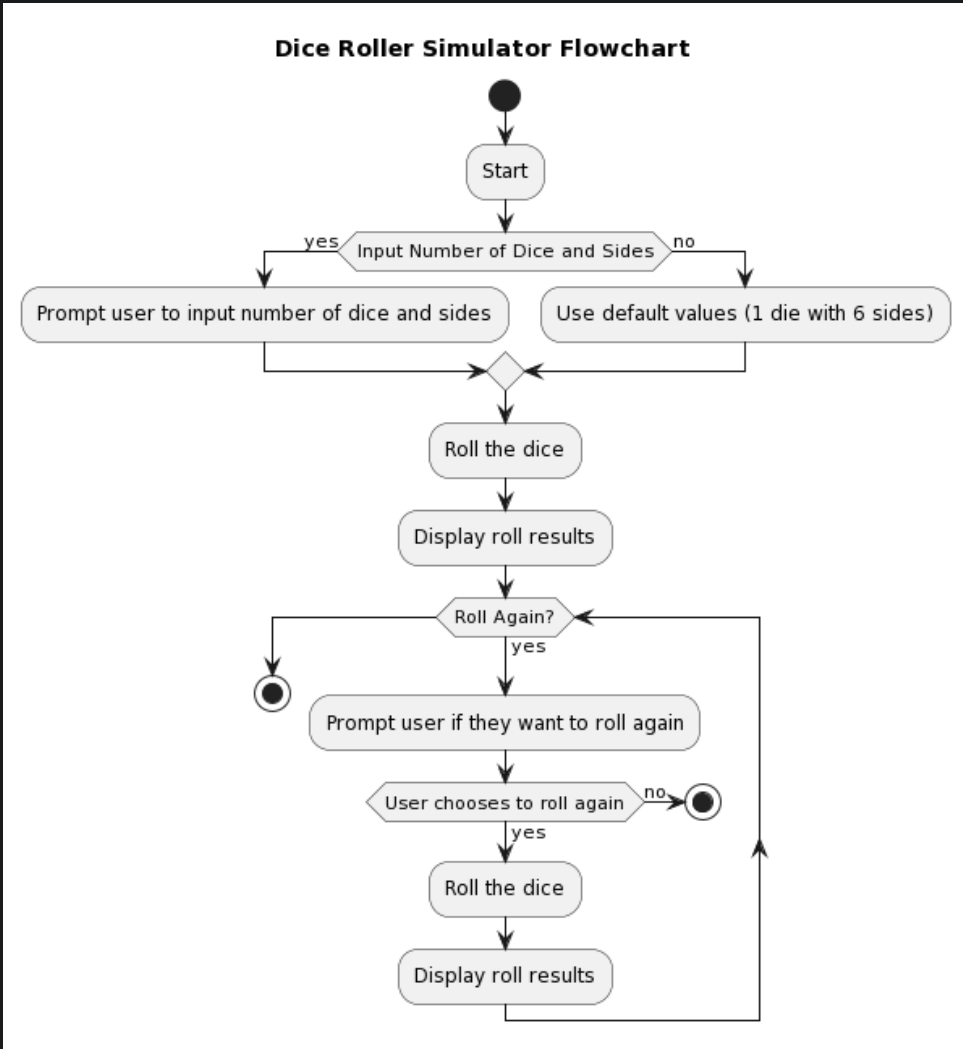 Dice Roller Simulator Flowchart
Start
yes
Input Number of Dice and Sides
no
Prompt user to input number of dice and sides
Use default values (1 die with 6 sides)
Roll the dice
Display roll results
Roll Again?
yes
Prompt user if they want to roll again
User chooses to roll again
no
yes
Roll the dice
Display roll results